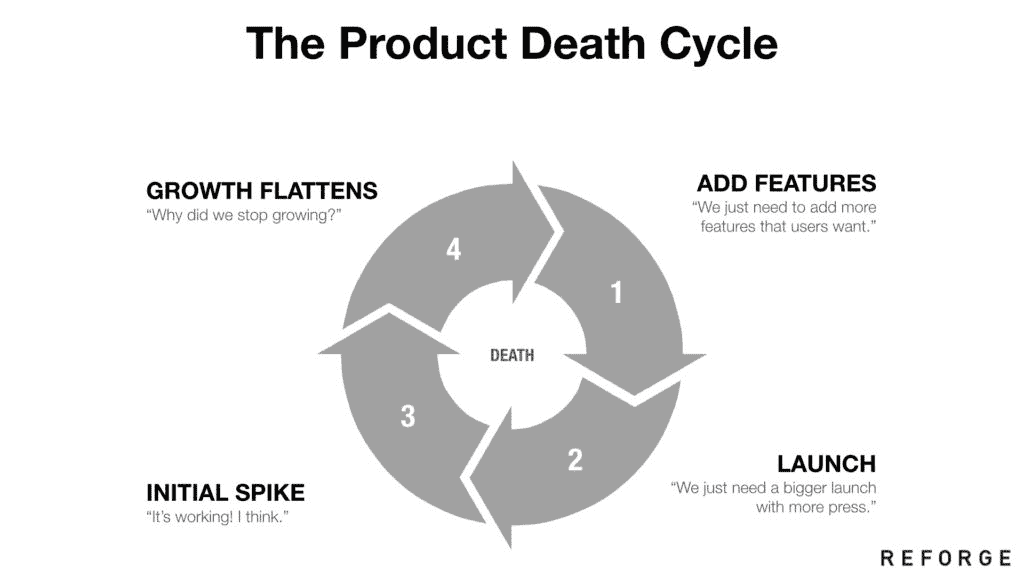 The Product Death Cycle
GROWTH FLATTENS
“Why did we stop growing?”
ADD FEATURES
“We just need to add more
features that users want.”
4
1
DEATH
3
2
INITIAL SPIKE
“It’s working! I think.”
LAUNCH
“We just need a bigger launch
with more press.”
REFORGE